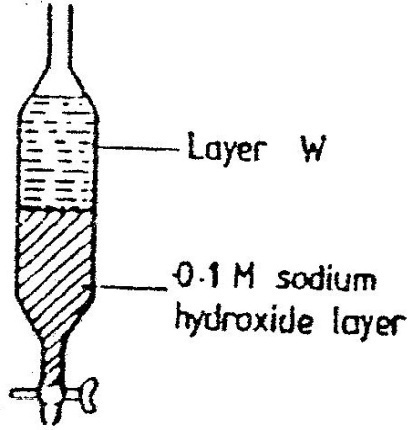 Layer W
0.1 M sodium
hydroxide layer